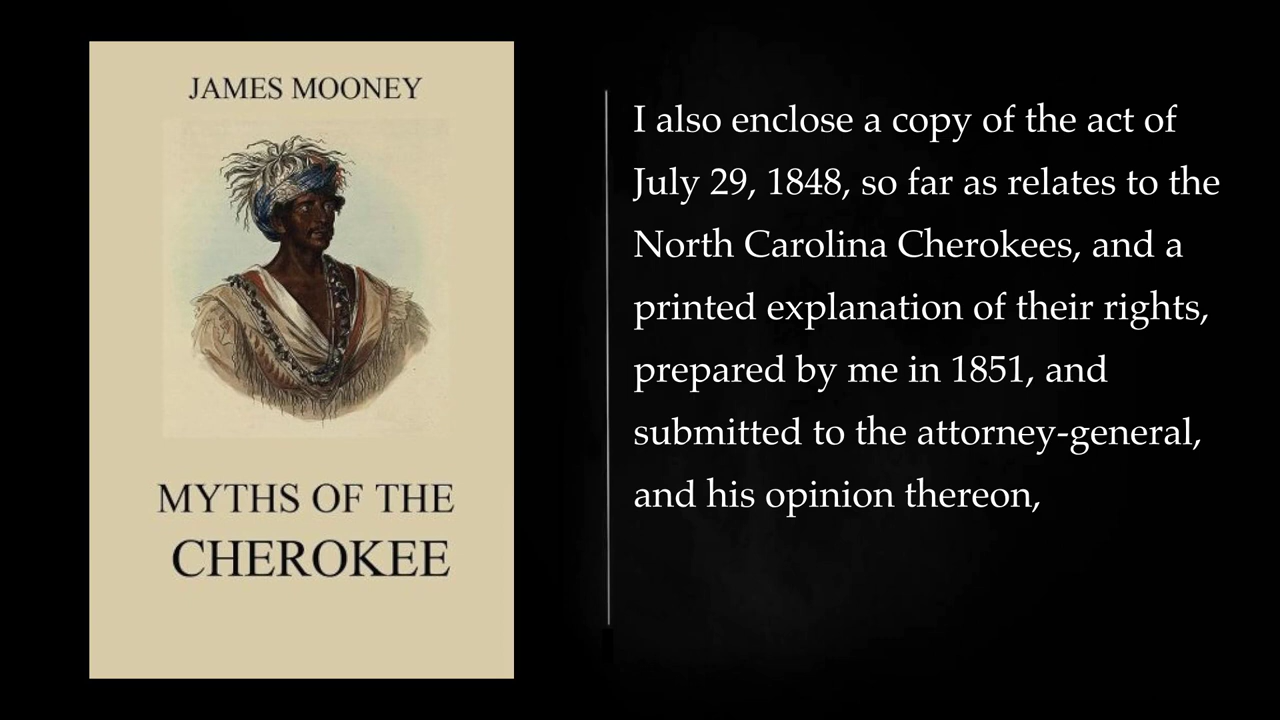 JAMES MOONEY
MYTHS OF THE
CHEROKEE
I also enclose a copy of the act of
July 29, 1848, so far as relates to the
North Carolina Cherokees, and a
printed explanation of their rights,
prepared by me in 1851, and
submitted to the attorney-general,
and his opinion thereon,